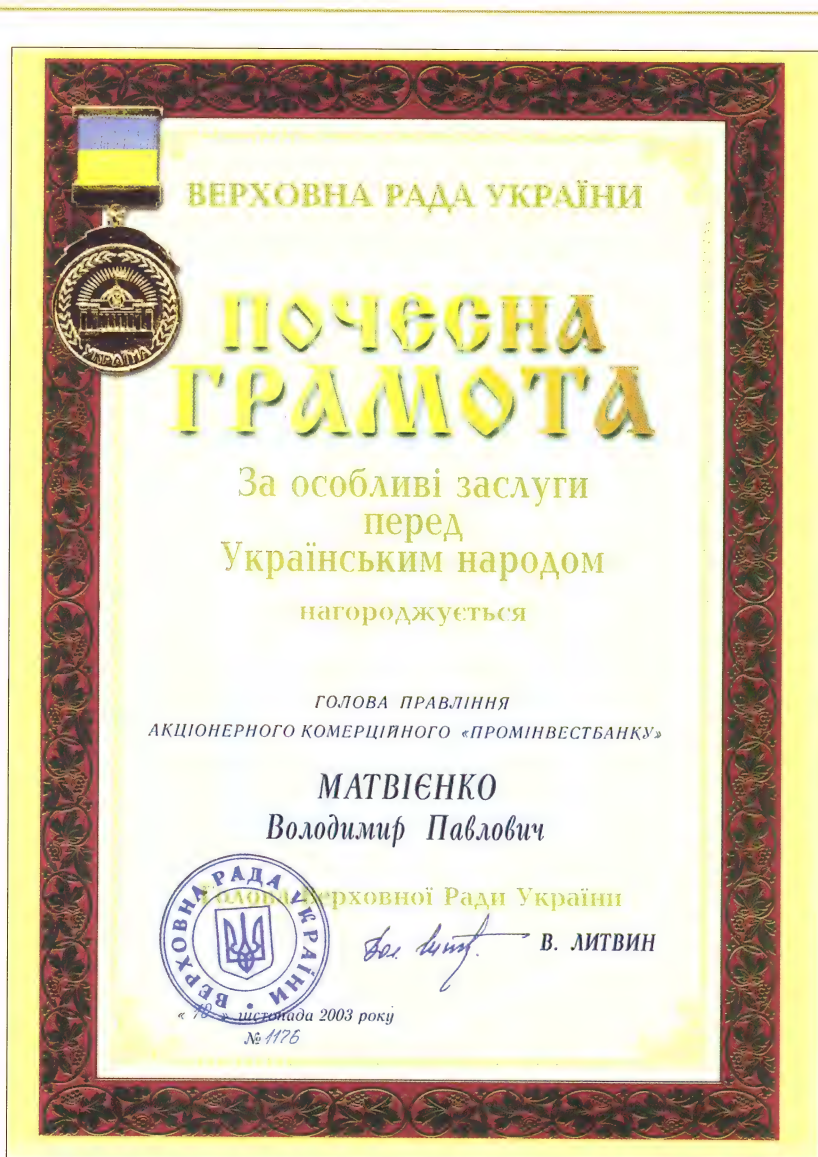 ВЕРХОВНА РАДА УКРАЇНИ
УКРАЇНА
ПОЧЕСНА
ГРАМОТА
За особливі заслуги
перед
Українським народом
нагороджується
ГОЛОВА ПРАВЛІННЯ
АКЦІОНЕРНОГО КОМЕРЦІЙНОГО «ПРОМІНВЕСТБАНКУ»
МАТВІЄНКО
Володимир Павлович
Голова Верховної Ради України
ВЕРХОВНА РАДА УКРАЇНИ
В. ЛИТВИН
« 10 » листопада 2003 року
№ 1176